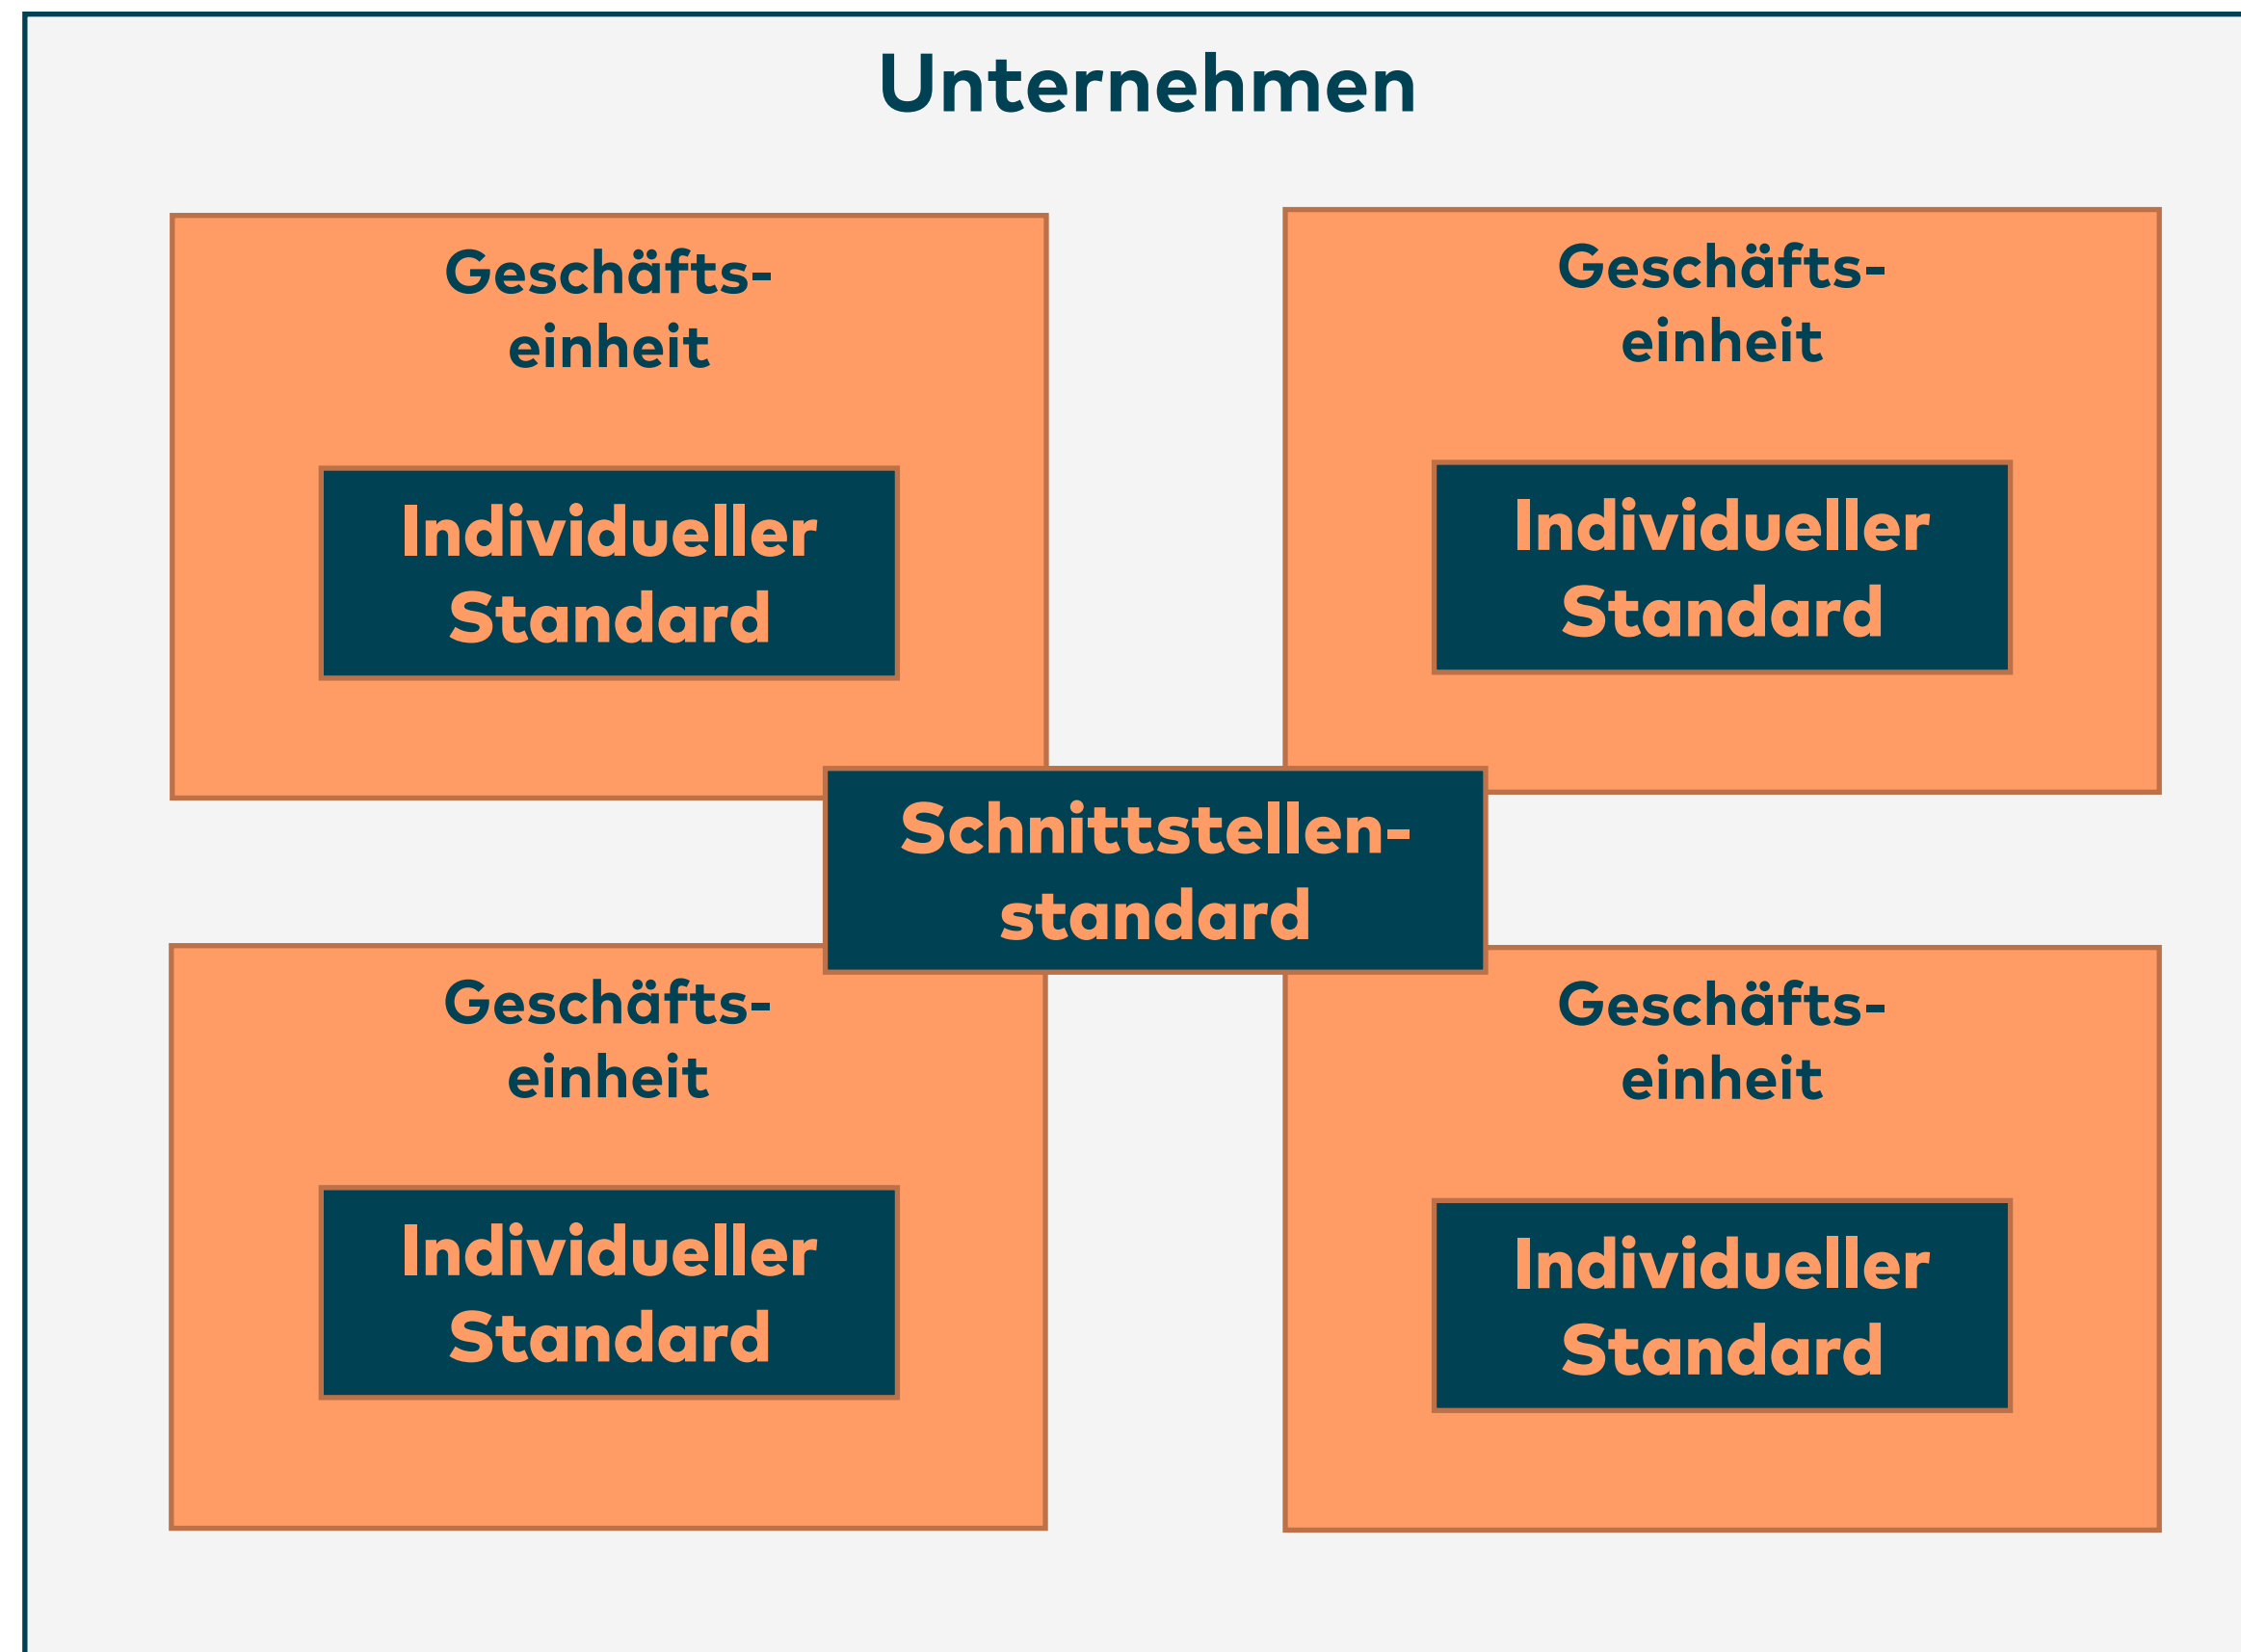 Unternehmen
Geschäfts-
einheit
Individueller
Standard
Geschäfts-
einheit
Individueller
Standard
Schnittstellen-
standard
Geschäfts-
einheit
Individueller
Standard
Geschäfts-
einheit
Individueller
Standard